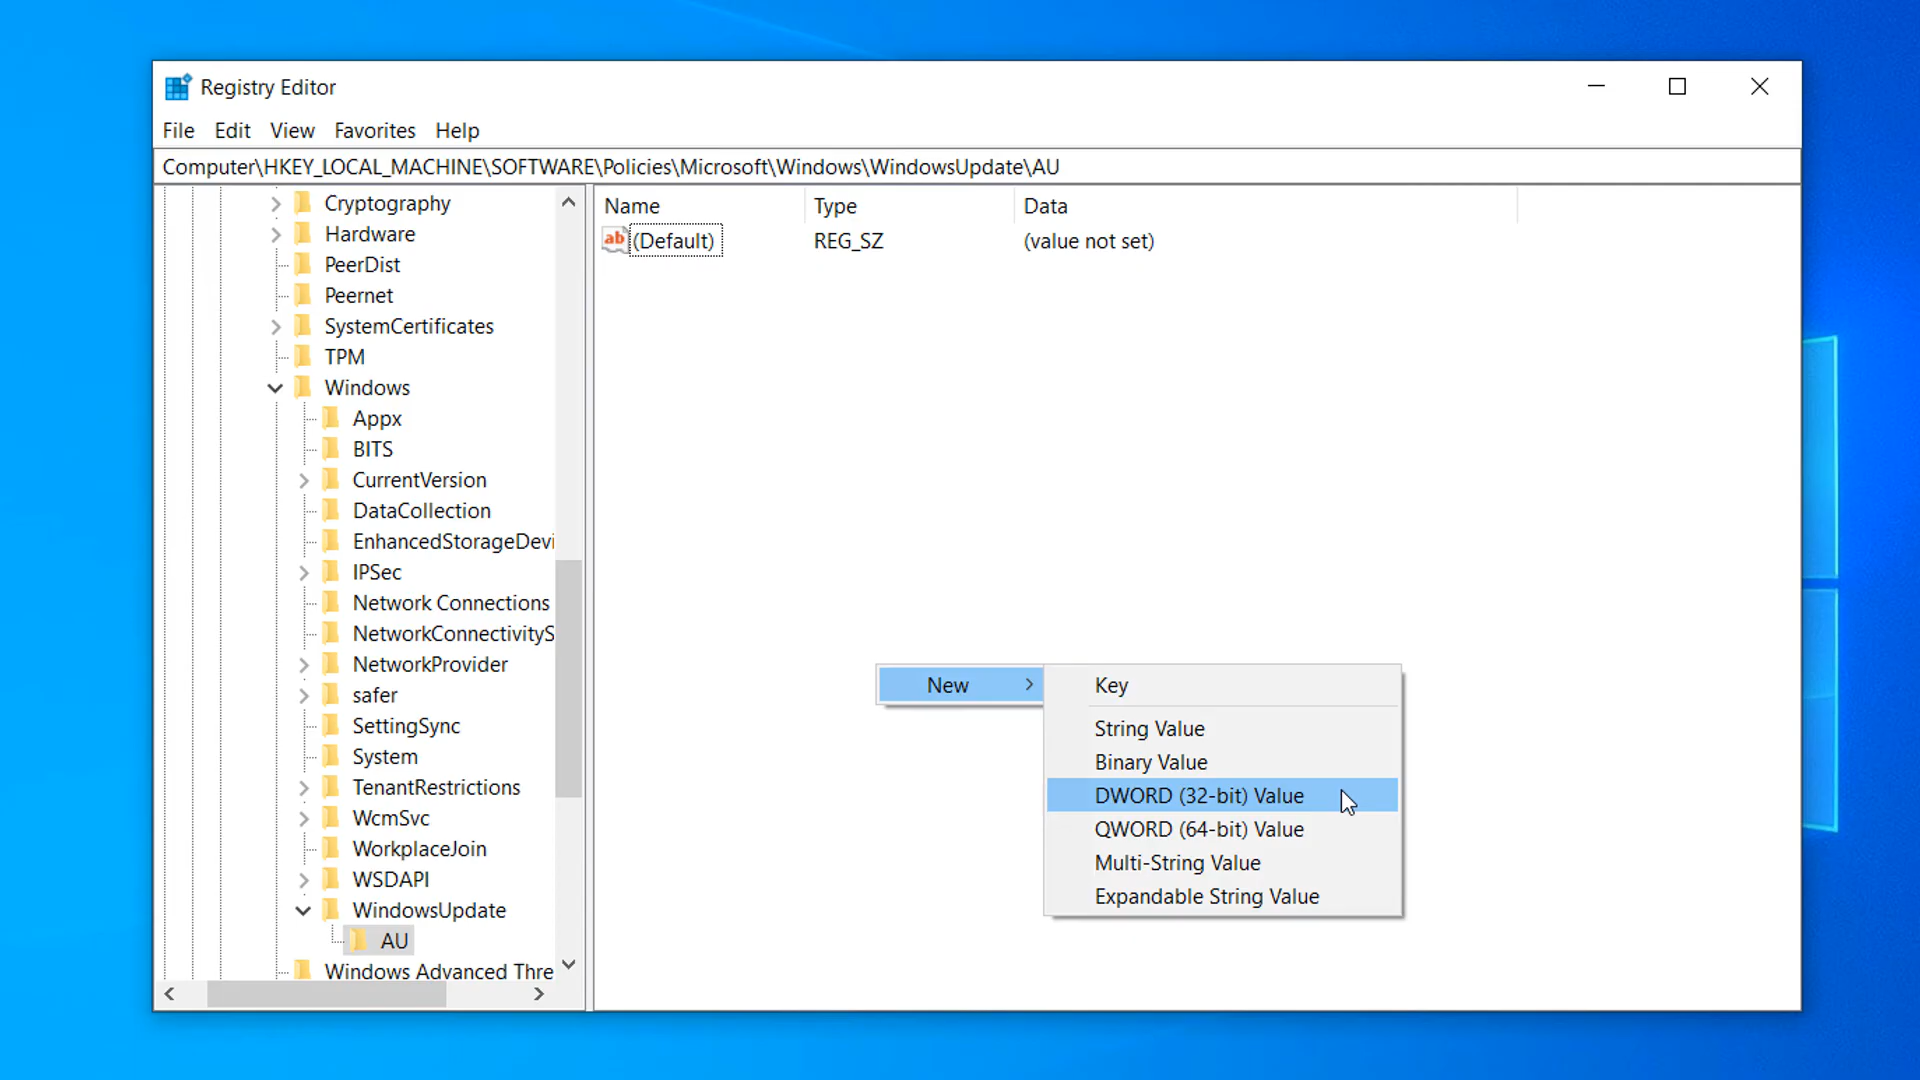 Registry Editor
File Edit View Favorites Help
Computer\HKEY_LOCAL_MACHINE\SOFTWARE\Policies\Microsoft\Windows\WindowsUpdate\AU
Cryptography
Hardware
PeerDist
Peernet
SystemCertificates
TPM
Windows
Appx
BITS
CurrentVersion
DataCollection
EnhancedStorageDevi
IPSec
Network Connections
NetworkConnectivityS
NetworkProvider
safer
SettingSync
System
TenantRestrictions
WcmSvc
WorkplaceJoin
WSDAPI
WindowsUpdate
AU
Windows Advanced Thre
Name Type Data
ab (Default) REG_SZ (value not set)
New
Key
String Value
Binary Value
DWORD (32-bit) Value
QWORD (64-bit) Value
Multi-String Value
Expandable String Value